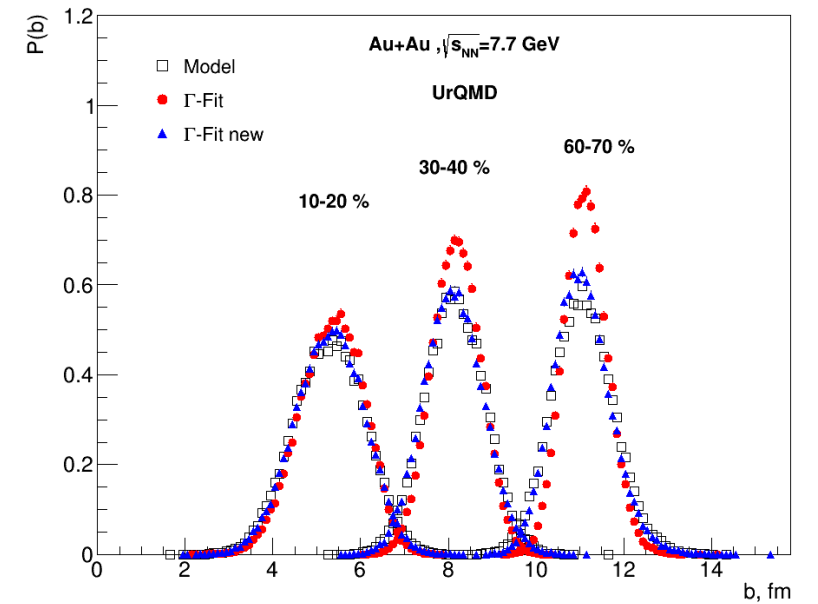 P(b)
1.2
1
0.8
0.6
0.4
0.2
0
Au+Au ,√sNN=7.7 GeV
UrQMD
Model
Γ-Fit
Γ-Fit new
10-20 %
30-40 %
60-70 %
0 2 4 6 8 10 12 14
b, fm